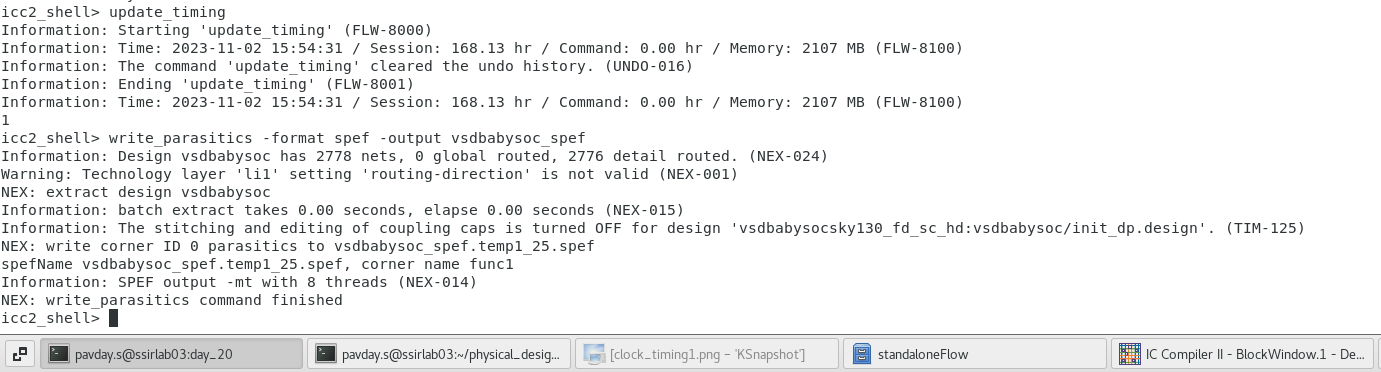 icc2_shell> update_timing
Information: Starting 'update_timing' (FLW-8000)
Information: Time: 2023-11-02 15:54:31 / Session: 168.13 hr / Command: 0.00 hr / Memory: 2107 MB (FLW-8100)
Information: The command 'update_timing' cleared the undo history. (UNDO-016)
Information: Ending 'update_timing' (FLW-8001)
Information: Time: 2023-11-02 15:54:31 / Session: 168.13 hr / Command: 0.00 hr / Memory: 2107 MB (FLW-8100)
1
icc2_shell> write_parasitics -format spef -output vsdbabysoc_spef
Information: Design vsdbabysoc has 2778 nets, 0 global routed, 2776 detail routed. (NEX-024)
Warning: Technology layer 'li1' setting 'routing-direction' is not valid (NEX-001)
NEX: extract design vsdbabysoc
Information: batch extract takes 0.00 seconds, elapse 0.00 seconds (NEX-015)
Information: The stitching and editing of coupling caps is turned OFF for design 'vsdbabysocsky130_fd_sc_hd:vsdbabysoc/init_dp.design'. (TIM-125)
NEX: write corner ID 0 parasitics to vsdbabysoc_spef.temp1_25.spef
spefName vsdbabysoc_spef.temp1_25.spef, corner name func1
Information: SPEF output -mt with 8 threads (NEX-014)
NEX: write_parasitics command finished
icc2_shell>
pavday.s@ssirlab03:day_20
pavday.s@ssirlab03:~/physical_desig...
[clock_timing1.png – 'KSnapshot']
standaloneFlow
IC Compiler II - BlockWindow.1 - De...